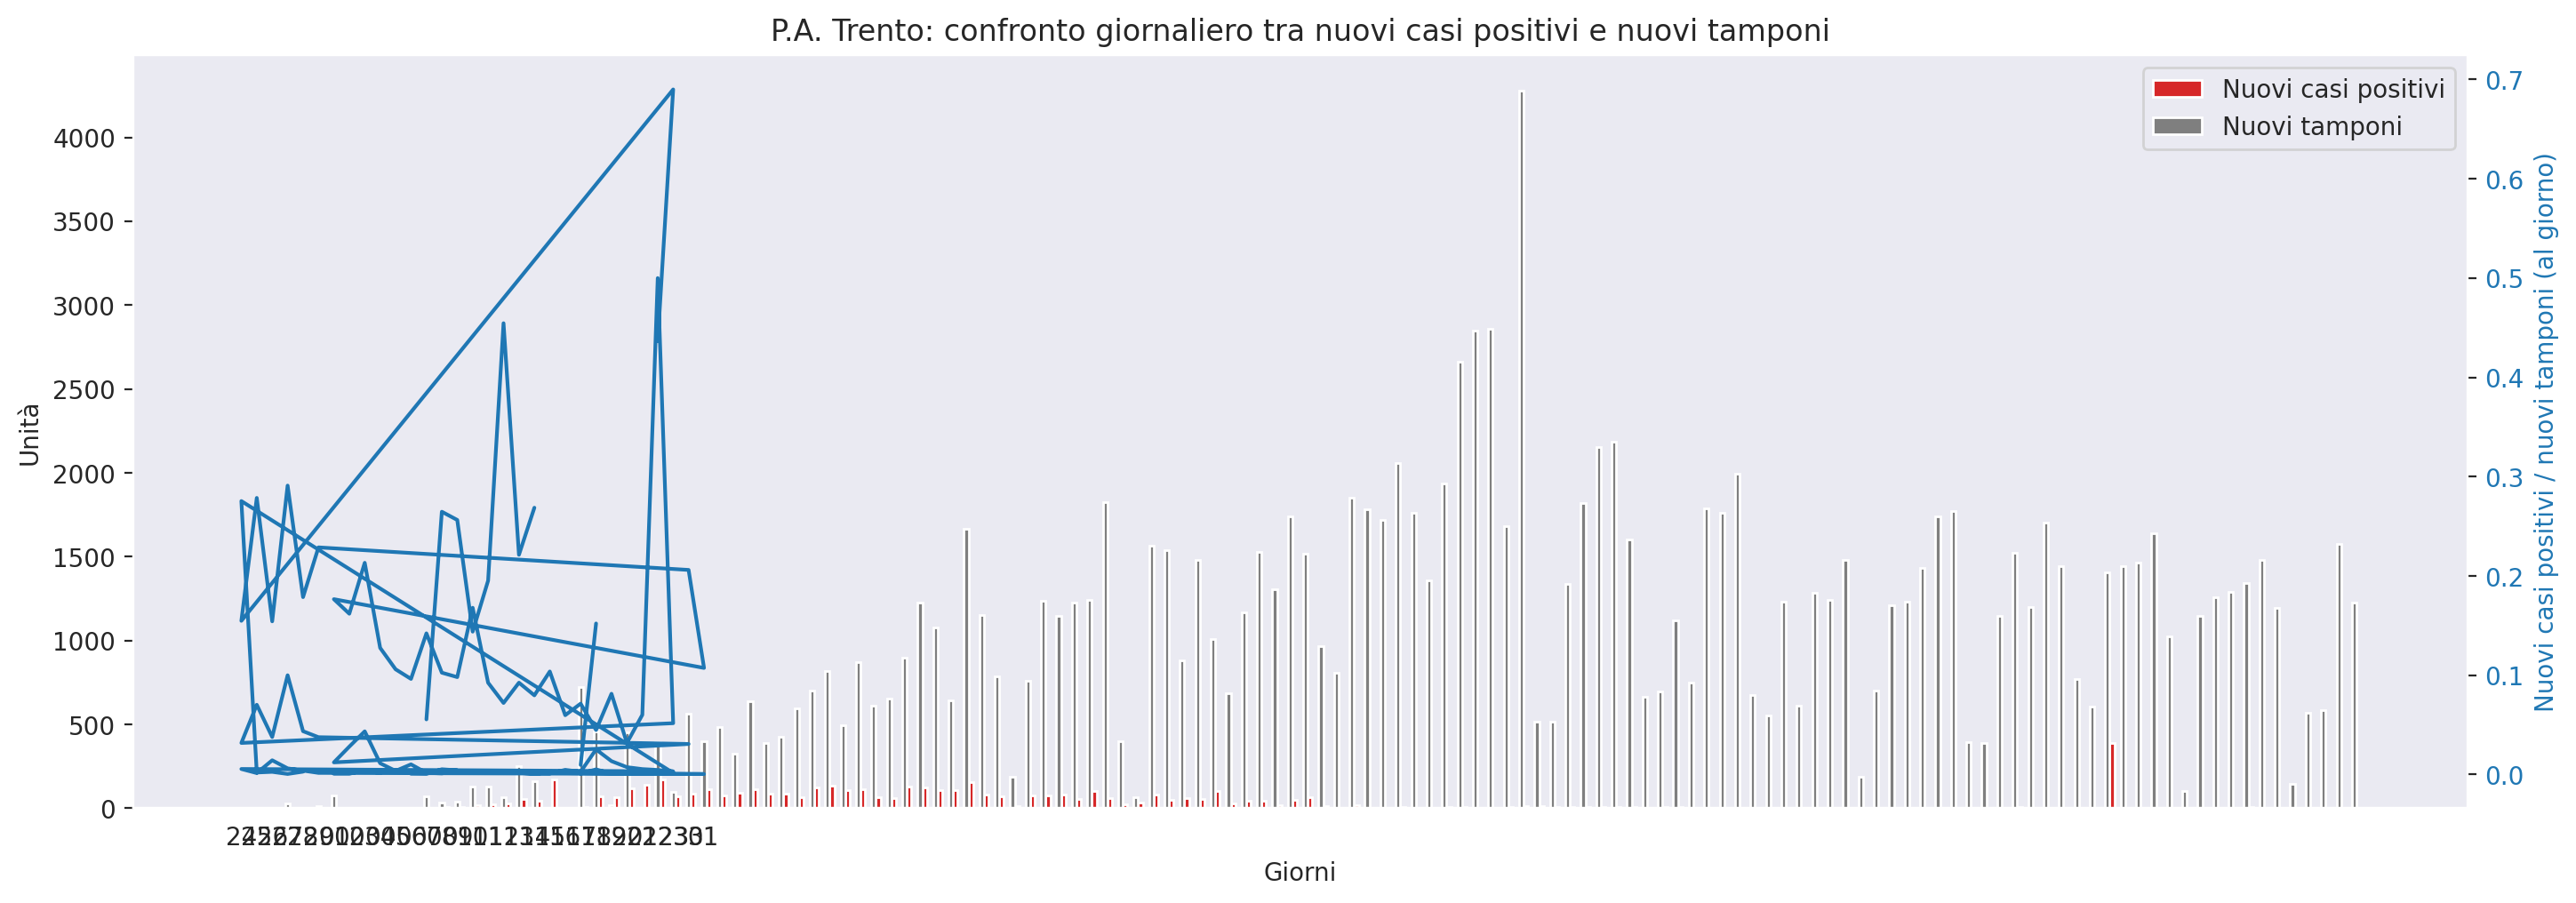 P.A. Trento: confronto giornaliero tra nuovi casi positivi e nuovi tamponi
Nuovi casi positivi
Nuovi tamponi
4000
3500
3000
2500
2000
1500
1000
500
0
Unità
0.7
0.6
0.5
0.4
0.3
0.2
0.1
0.0
Nuovi casi positivi / nuovi tamponi (al giorno)
Giorni